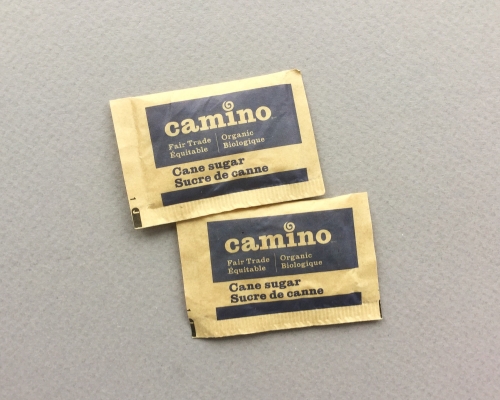 camino
Fair Trade | Organic
Équitable | Biologique
Cane sugar
Sucre de canne
camino
Fair Trade | Organic
Équitable | Biologique
Cane sugar
Sucre de canne